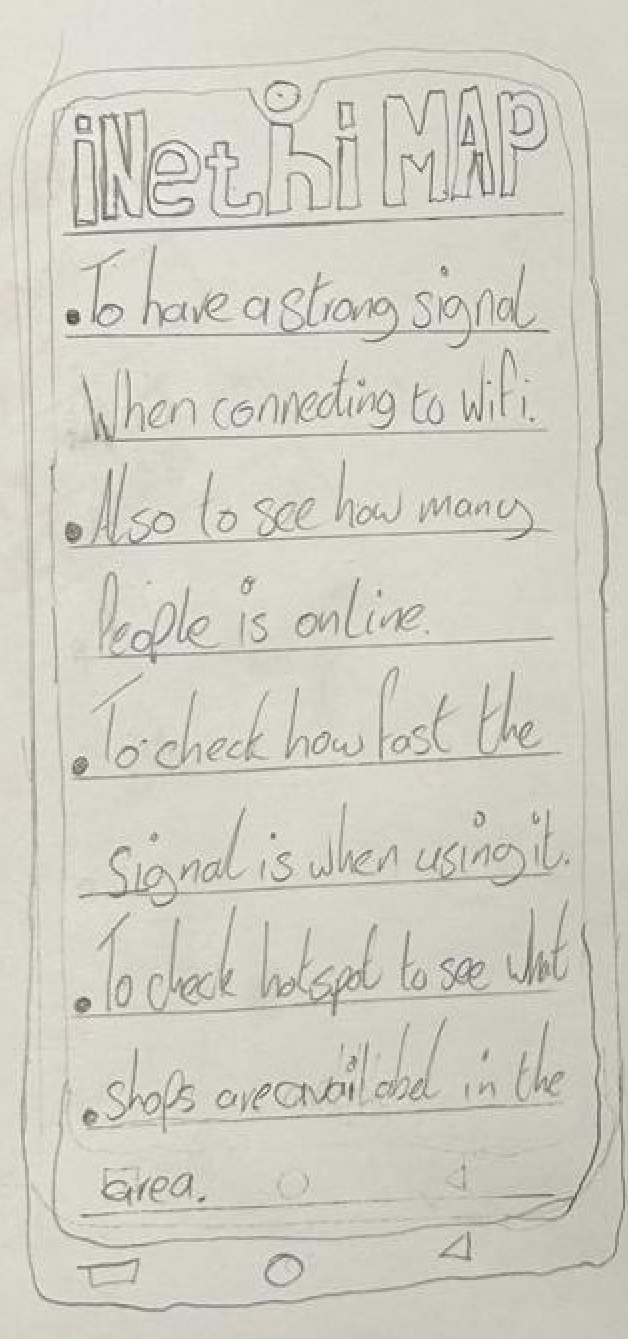 iNethi MAP
.To have a strong signal
When connecting to wifi.
.Also to see how many
People is online.
.To check how fast the
Signal is when using it.
.To check hotspot to see what
.shops are availabel in the
area.